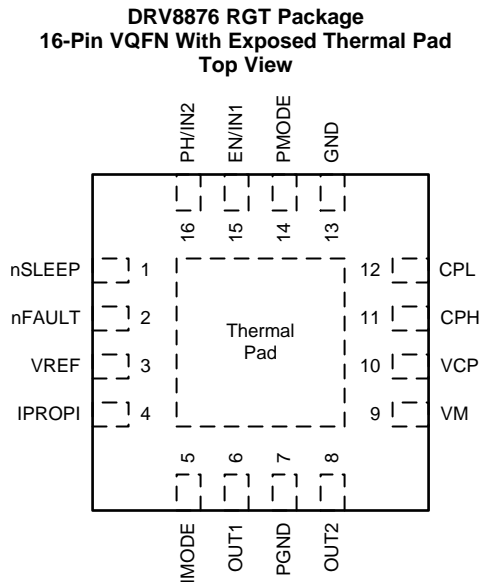 DRV8876 RGT Package
16-Pin VQFN With Exposed Thermal Pad
Top View
PH/IN2
EN/IN1
PMODE
GND
16
15
14
13
nSLEEP 1
12 CPL
nFAULT 2
11 CPH
VREF 3
10 VCP
IPROPI 4
9 VM
Thermal
Pad
5
6
7
8
IMODE
OUT1
PGND
OUT2